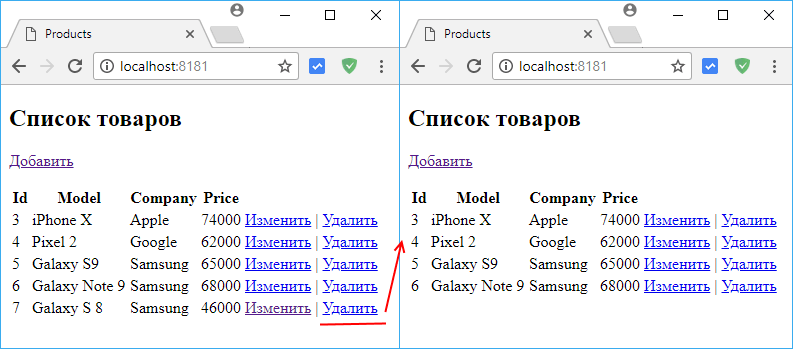 Products
localhost:8181
Список товаров
Добавить
Id Model Company Price
3 iPhone X Apple 74000 Изменить | Удалить
4 Pixel 2 Google 62000 Изменить | Удалить
5 Galaxy S9 Samsung 65000 Изменить | Удалить
6 Galaxy Note 9 Samsung 68000 Изменить | Удалить
7 Galaxy S 8 Samsung 46000 Изменить | Удалить
Products
localhost:8181
Список товаров
Добавить
Id Model Company Price
3 iPhone X Apple 74000 Изменить | Удалить
4 Pixel 2 Google 62000 Изменить | Удалить
5 Galaxy S9 Samsung 65000 Изменить | Удалить
6 Galaxy Note 9 Samsung 68000 Изменить | Удалить